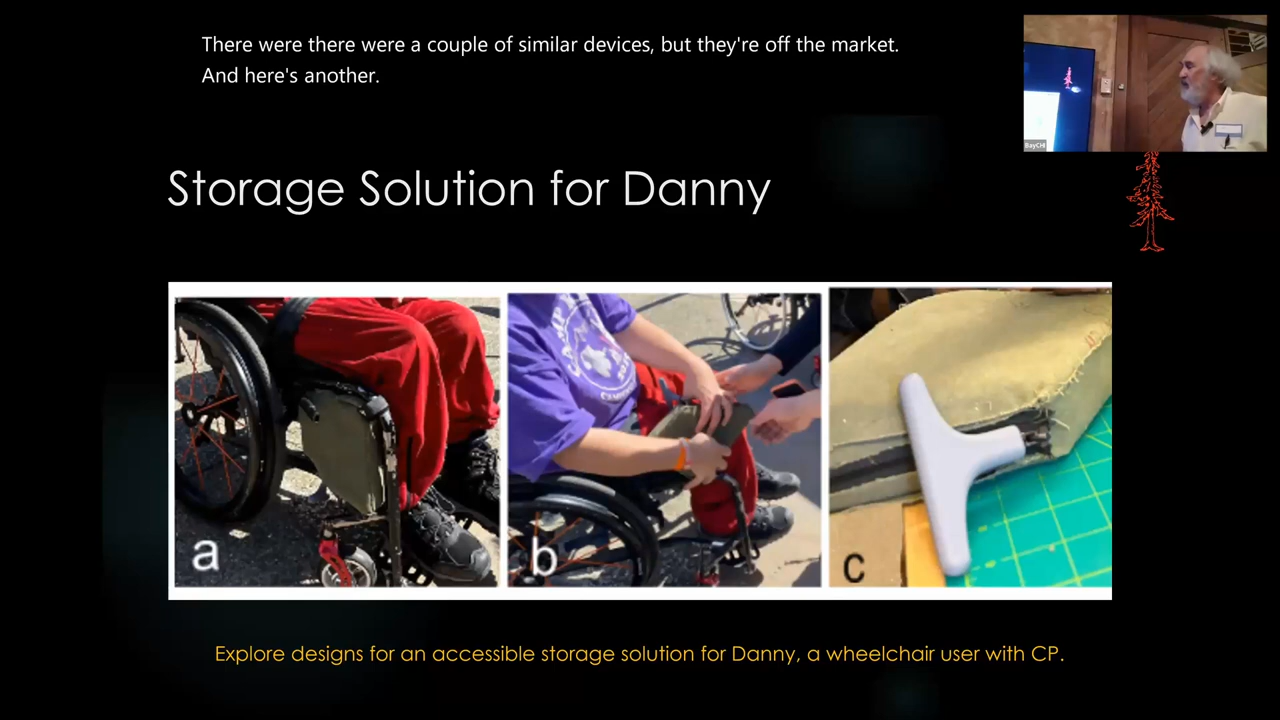 There were there were a couple of similar devices, but they're off the market.
And here's another.
BayCHI
Storage Solution for Danny
a
b
c
Explore designs for an accessible storage solution for Danny, a wheelchair user with CP.